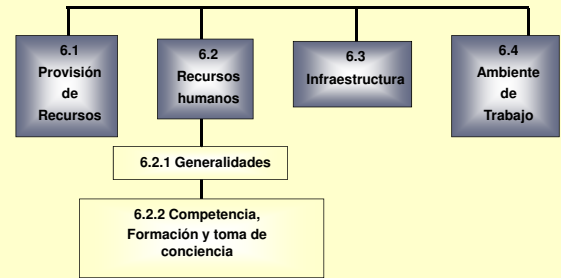 6.1
Provisión
de
Recursos
6.2
Recursos
humanos
6.3
Infraestructura
6.4
Ambiente
de
Trabajo
6.2.1 Generalidades
6.2.2 Competencia,
Formación y toma de
conciencia